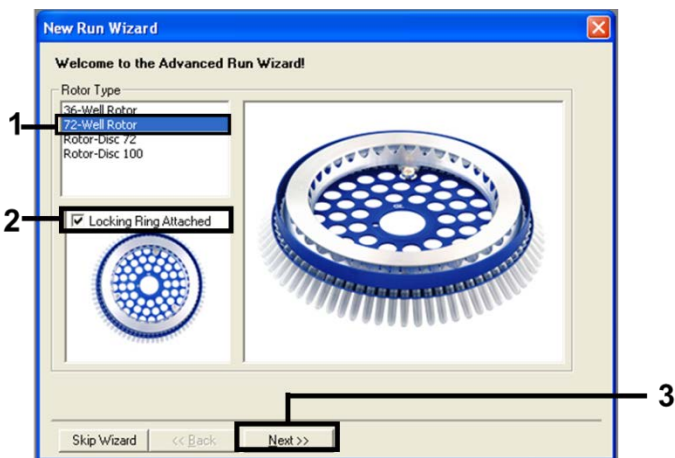 New Run Wizard
Welcome to the Advanced Run Wizard!
Rotor Type
36-Well Rotor
1
72-Well Rotor
Rotor-Disc 72
Rotor-Disc 100
2
Locking Ring Attached
3
Skip Wizard
<< Back
Next >>